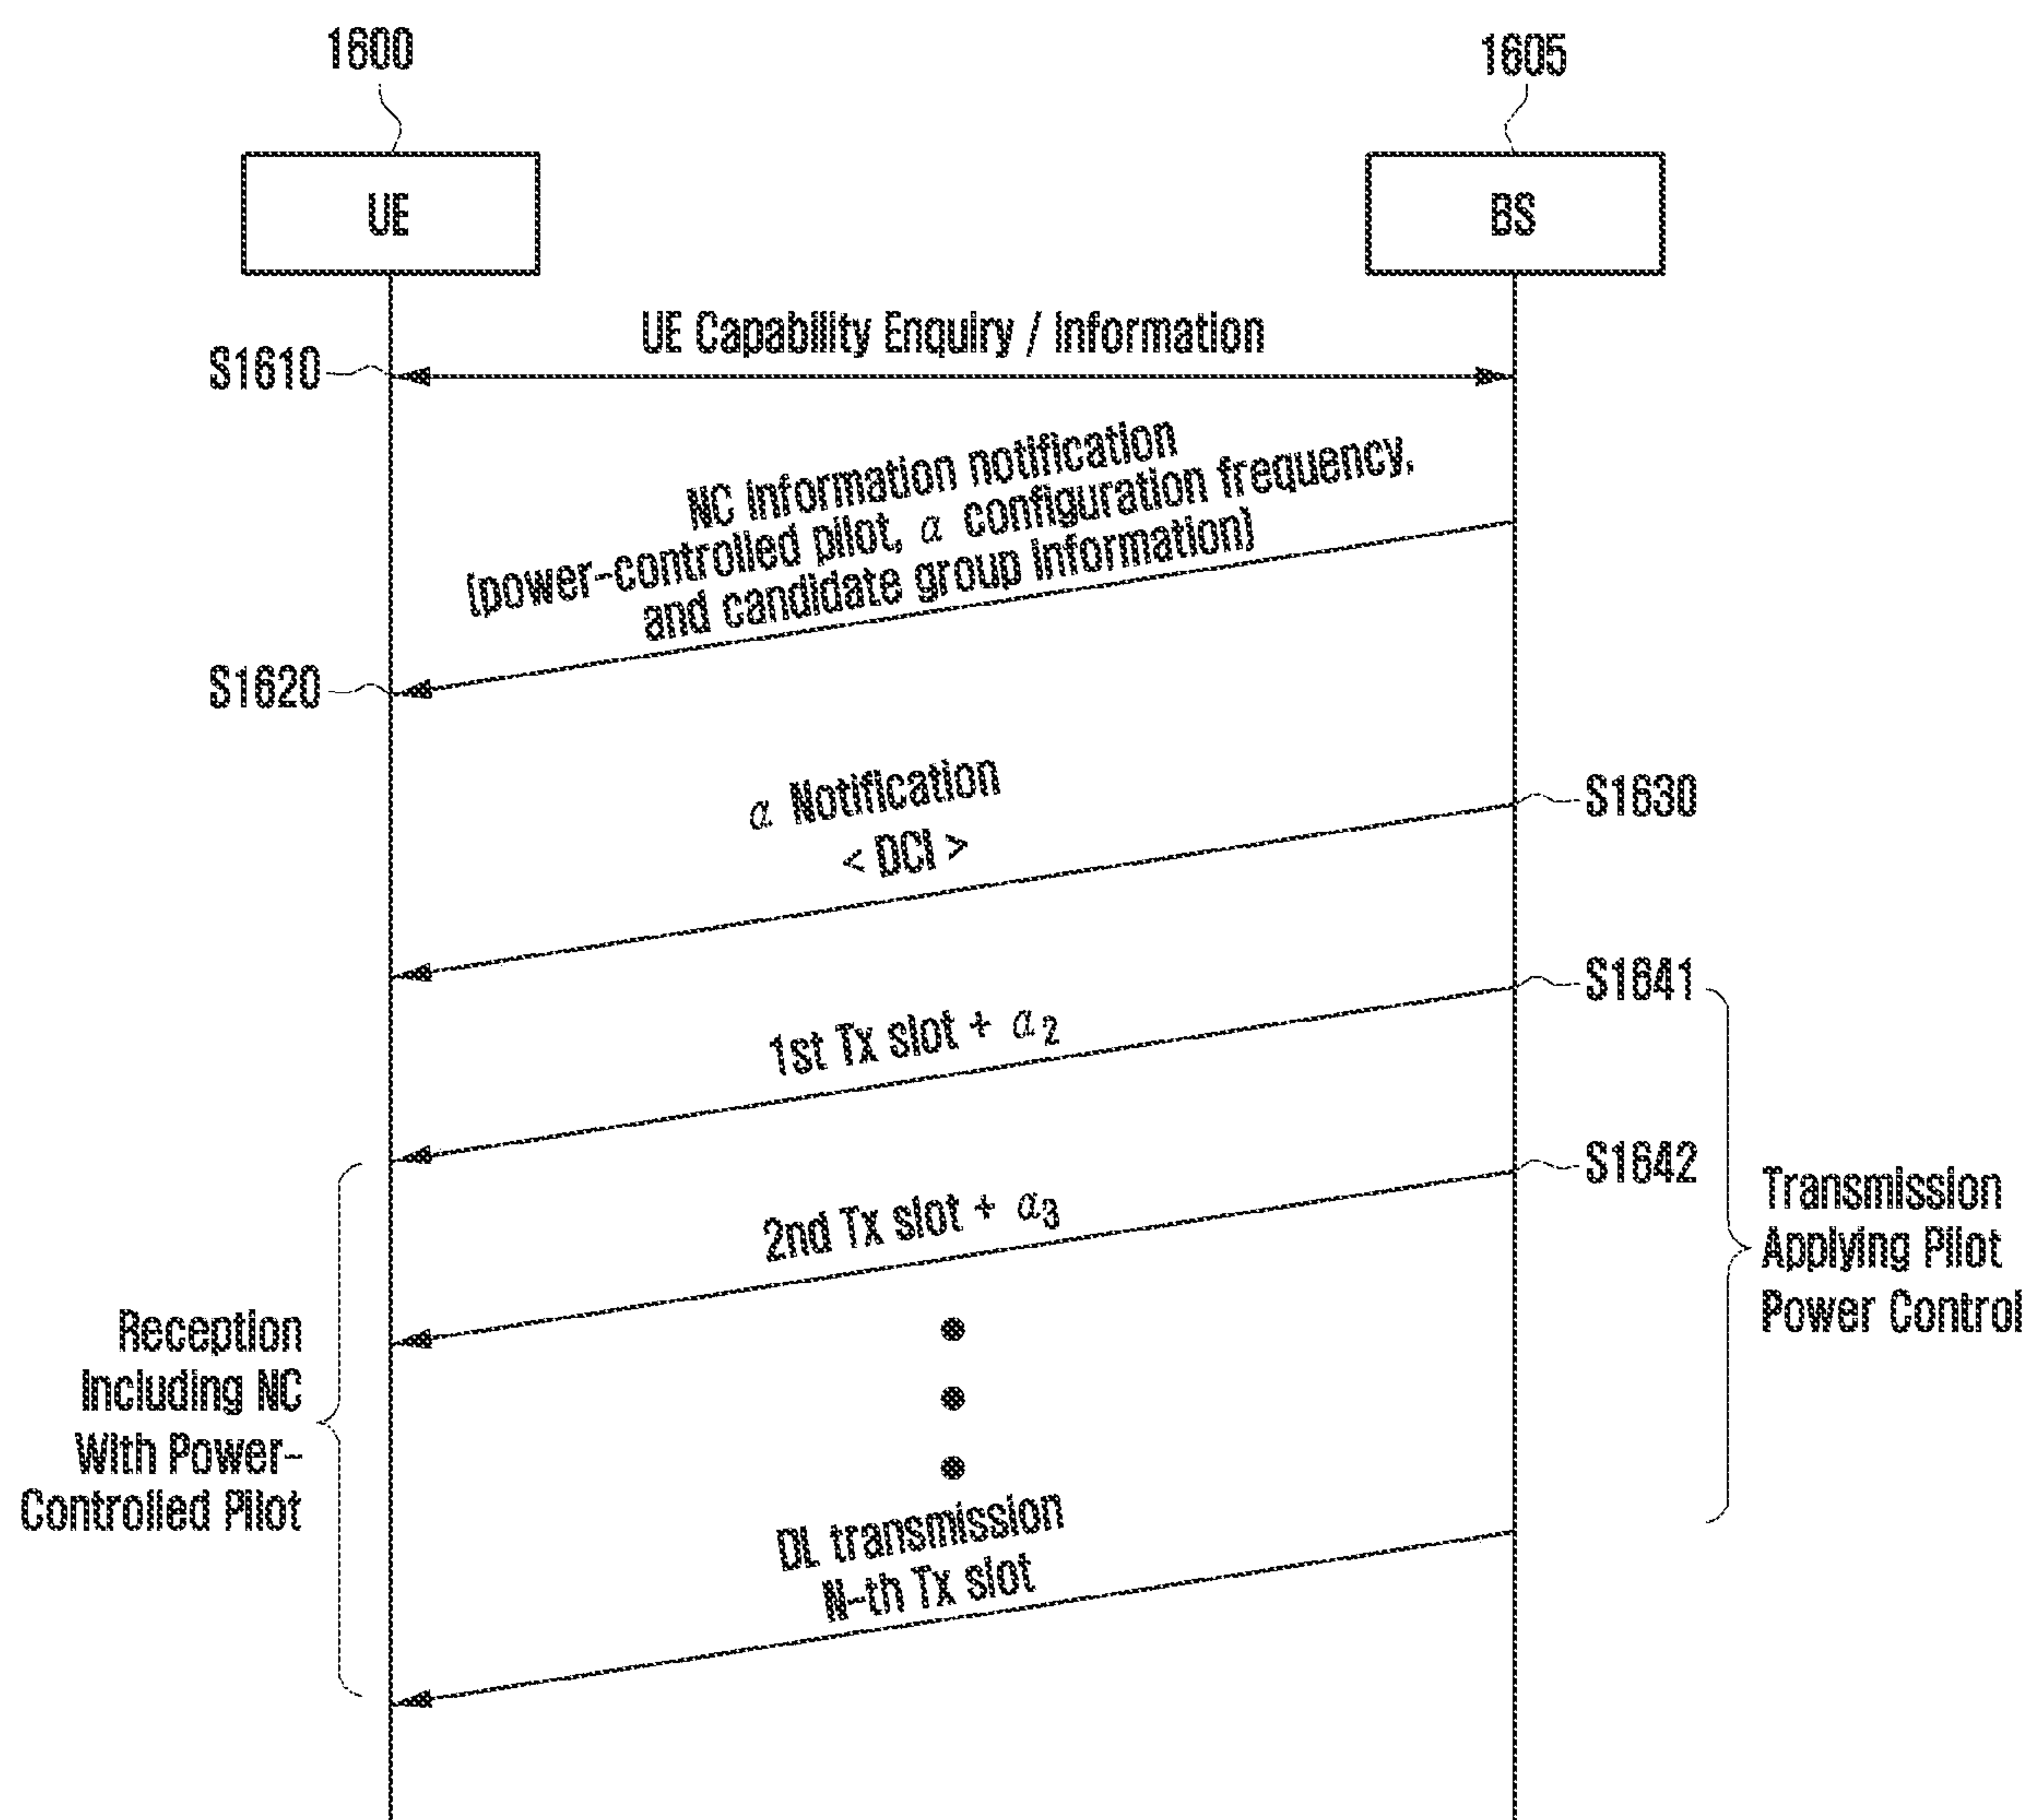 1600
1605
UE
BS
UE Capability Enquiry / Information
S1610
NC information notification
(power-controlled pilot, α configuration frequency,
and candidate group information)
S1620
α Notification
< DCI >
S1630
S1641
1st Tx slot + α2
S1642
2nd Tx slot + α3
Transmission
Applying Pilot
Power Control
Reception
Including NC
With Power-
Controlled Pilot
DL transmission
N-th Tx slot